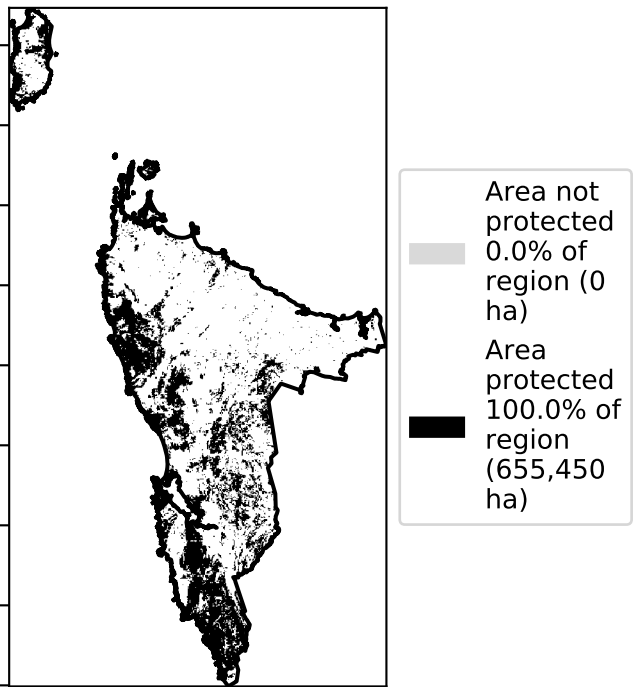 Area not
protected
0.0% of
region (0
ha)
Area
protected
100.0% of
region
(655,450
ha)